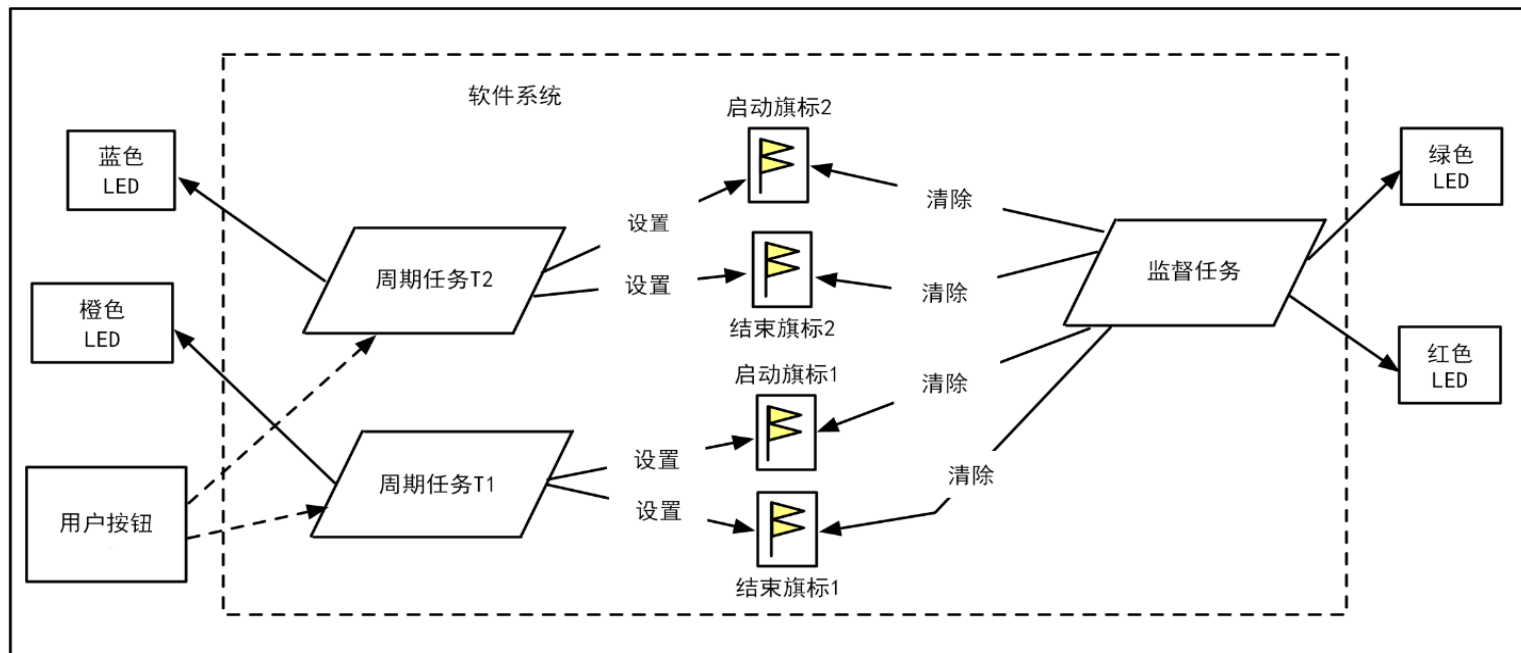 软件系统
启动旗标2
蓝色
LED
绿色
LED
设置
清除
周期任务T2
监督任务
设置
清除
结束旗标2
橙色
LED
红色
LED
启动旗标1
清除
周期任务T1
设置
清除
设置
用户按钮
结束旗标1